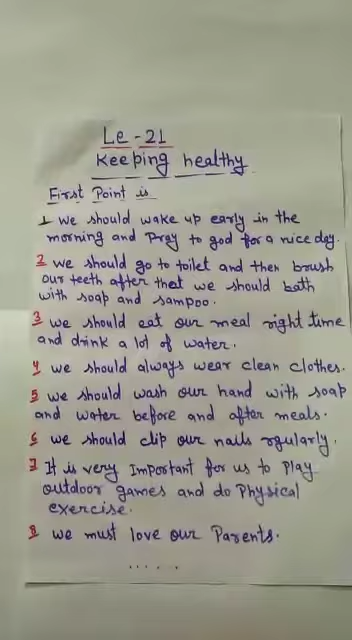 Le - 21
Keeping healthy
First Point is
1 we should wake up early in the
morning and Pray to god for a nice day.
2 we should go to toilet and then brush
our teeth after that we should bath
with soap and sampoo.
3 we should eat our meal right time
and drink a lot of water.
4 we should always wear clean clothes.
5 we should wash our hand with soap
and water before and after meals.
6 we should clip our nails rgularly.
7 It is very Important for us to Play
outdoor games and do Physical
exercise.
8 we must love our Parents.
.....